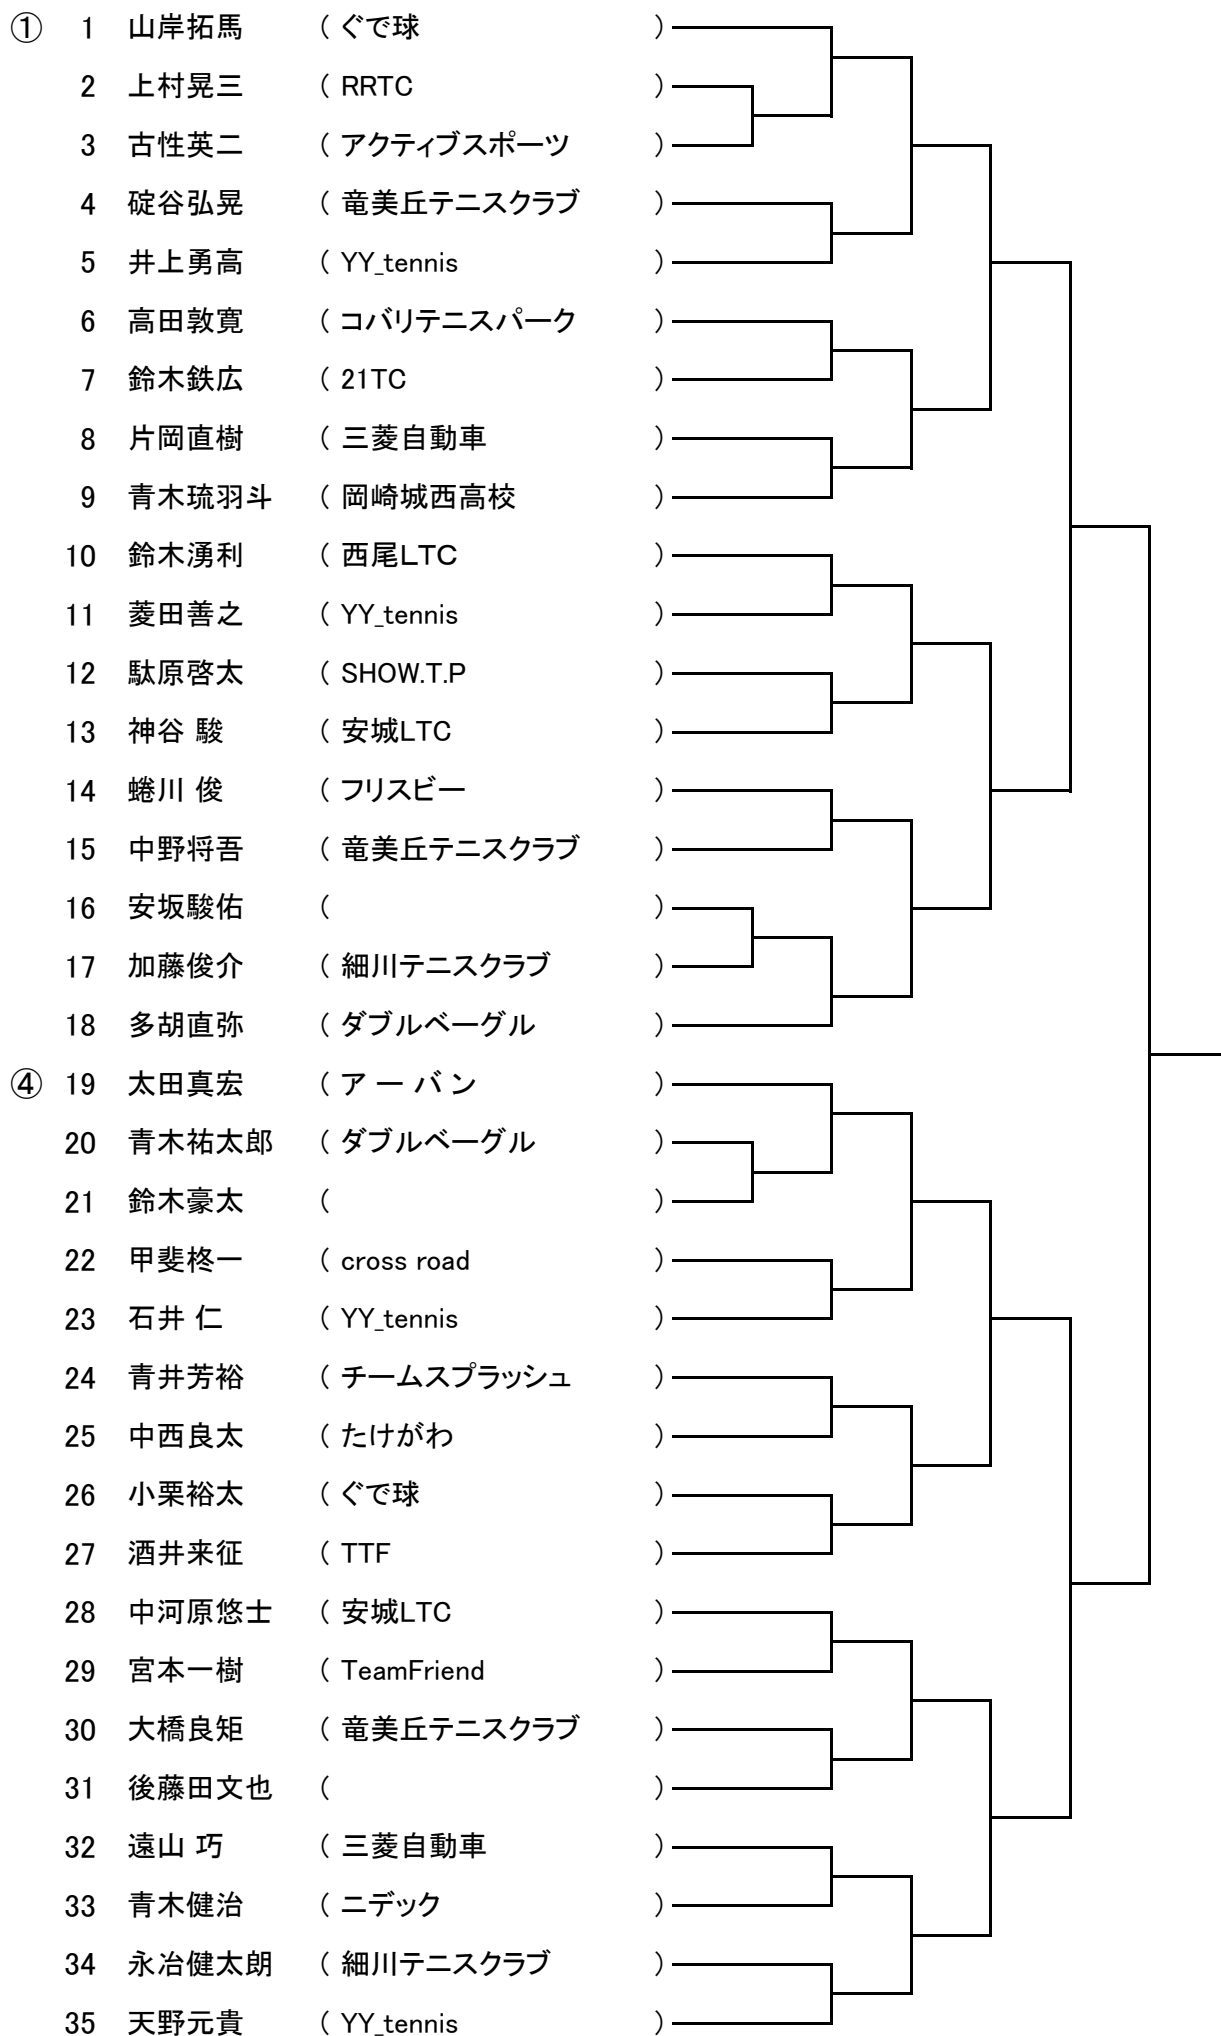 ① 1 山岸拓馬 ( ぐで球 )
2 上村晃三 ( RRTC )
3 古性英二 ( アクティブスポーツ )
4 碇谷弘晃 ( 竜美丘テニスクラブ )
5 井上勇高 ( YY_tennis )
6 高田敦寛 ( コバリテニスパーク )
7 鈴木鉄広 ( 21TC )
8 片岡直樹 ( 三菱自動車 )
9 青木琉羽斗 ( 岡崎城西高校 )
10 鈴木湧利 ( 西尾LTC )
11 菱田善之 ( YY_tennis )
12 駄原啓太 ( SHOW.T.P )
13 神谷 駿 ( 安城LTC )
14 蜷川 俊 ( フリスビー )
15 中野将吾 ( 竜美丘テニスクラブ )
16 安坂駿佑 ( )
17 加藤俊介 ( 細川テニスクラブ )
18 多胡直弥 ( ダブルベーグル )
④ 19 太田真宏 ( ア ー バ ン )
20 青木祐太郎 ( ダブルベーグル )
21 鈴木豪太 ( )
22 甲斐柊一 ( cross road )
23 石井 仁 ( YY_tennis )
24 青井芳裕 ( チームスプラッシュ )
25 中西良太 ( たけがわ )
26 小栗裕太 ( ぐで球 )
27 酒井来征 ( TTF )
28 中河原悠士 ( 安城LTC )
29 宮本一樹 ( TeamFriend )
30 大橋良矩 ( 竜美丘テニスクラブ )
31 後藤田文也 ( )
32 遠山 巧 ( 三菱自動車 )
33 青木健治 ( ニデック )
34 永冶健太朗 ( 細川テニスクラブ )
35 天野元貴 ( YY_tennis )